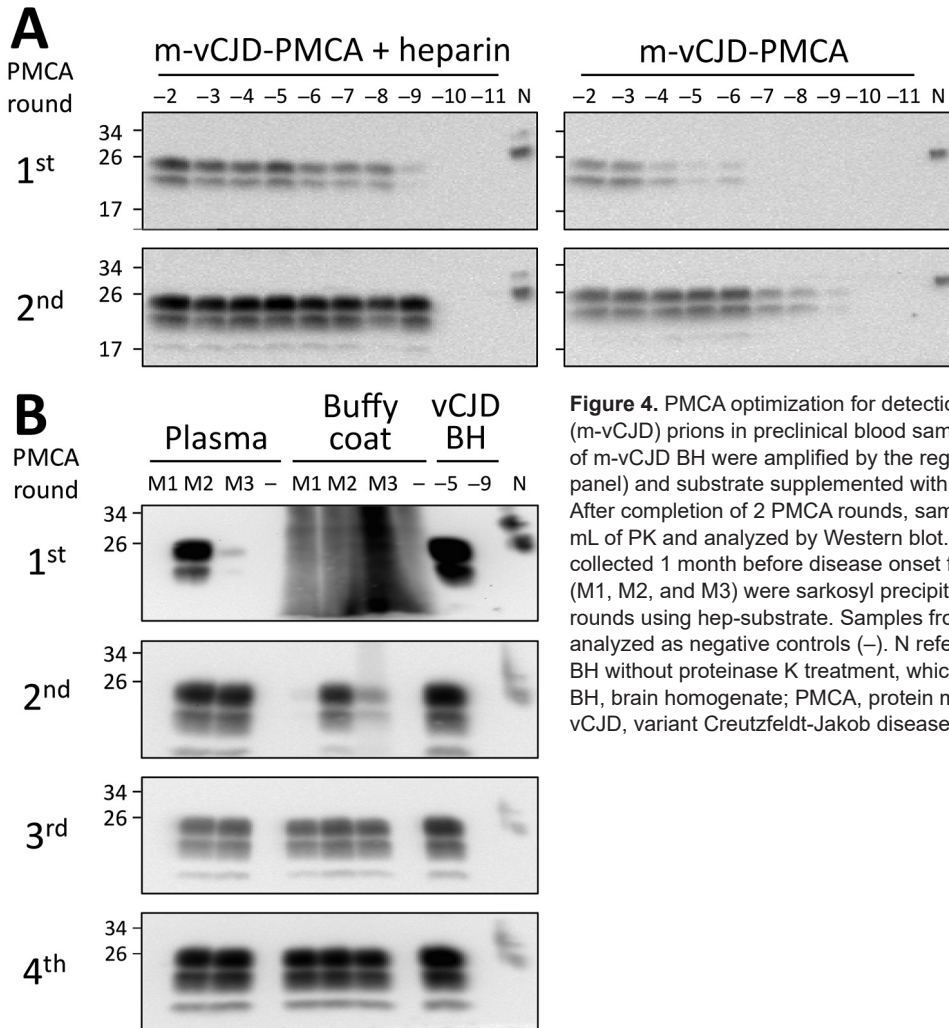 A
m-vCJD-PMCA + heparin
m-vCJD-PMCA
PMCA
round
–2 –3 –4 –5 –6 –7 –8 –9 –10 –11 N
–2 –3 –4 –5 –6 –7 –8 –9 –10 –11 N
1st
34
26
17
2nd
34
26
17
B
Plasma
Buffy
coat
vCJD
BH
PMCA
round
M1 M2 M3 – M1 M2 M3 – –5 –9 N
1st
34
26
2nd
34
26
3rd
34
26
4th
34
26
Figure 4. PMCA optimization for detectio
(m-vCJD) prions in preclinical blood sam
of m-vCJD BH were amplified by the reg
panel) and substrate supplemented with
After completion of 2 PMCA rounds, sam
mL of PK and analyzed by Western blot.
collected 1 month before disease onset f
(M1, M2, and M3) were sarkosyl precipit
rounds using hep-substrate. Samples fro
analyzed as negative controls (–). N refe
BH without proteinase K treatment, whic
BH, brain homogenate; PMCA, protein m
vCJD, variant Creutzfeldt-Jakob disease